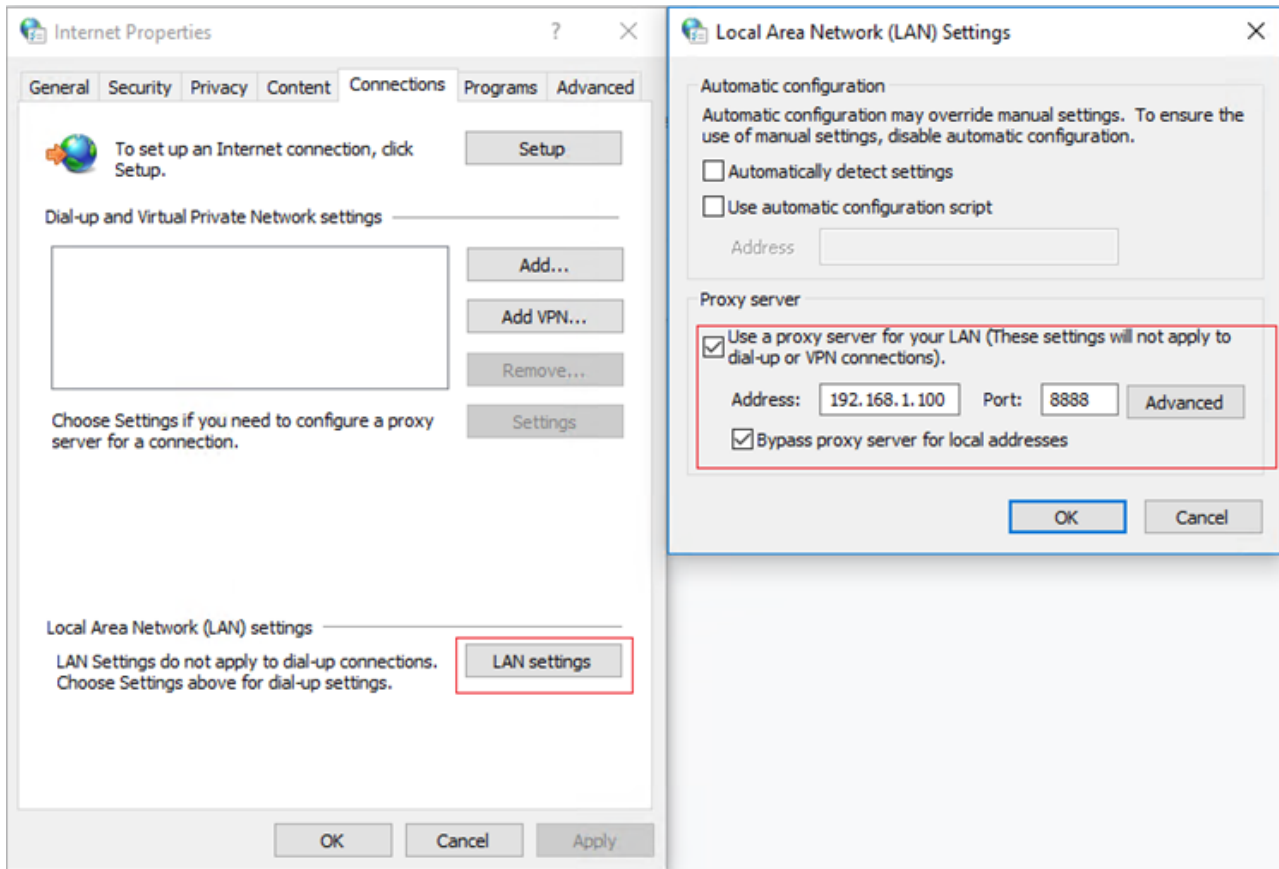 Internet Properties
?
General Security Privacy Content Connections Programs Advanced
To set up an Internet connection, click
Setup.
Setup
Dial-up and Virtual Private Network settings
Add...
Add VPN...
Remove...
Choose Settings if you need to configure a proxy
server for a connection.
Settings
Local Area Network (LAN) settings
LAN Settings do not apply to dial-up connections.
Choose Settings above for dial-up settings.
LAN settings
OK Cancel Apply
Local Area Network (LAN) Settings
Automatic configuration
Automatic configuration may override manual settings. To ensure the
use of manual settings, disable automatic configuration.
Automatically detect settings
Use automatic configuration script
Address
Proxy server
Use a proxy server for your LAN (These settings will not apply to
dial-up or VPN connections).
Address: 192.168.1.100 Port: 8888 Advanced
Bypass proxy server for local addresses
OK Cancel